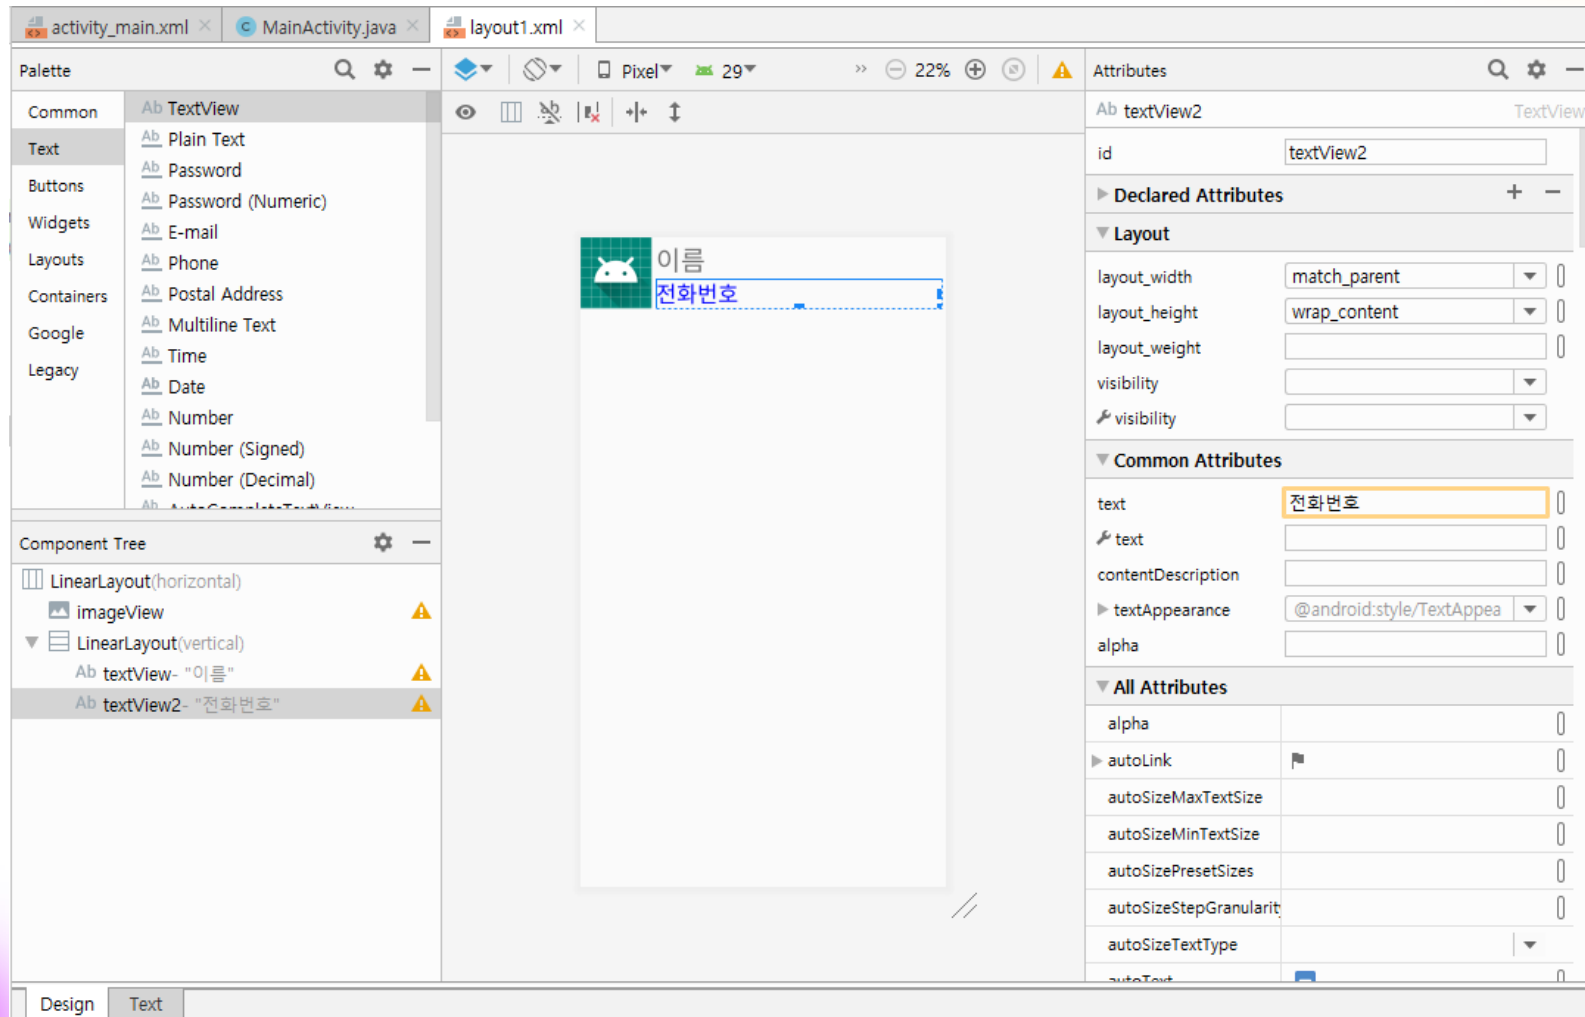 activity_main.xml
MainActivity.java
layout1.xml
Palette
Common
Text
Buttons
Widgets
Layouts
Containers
Google
Legacy
Ab TextView
Ab Plain Text
Ab Password
Ab Password (Numeric)
Ab E-mail
Ab Phone
Ab Postal Address
Ab Multiline Text
Ab Time
Ab Date
Ab Number
Ab Number (Signed)
Ab Number (Decimal)
Ab AutoCompleteTextView
Component Tree
LinearLayout(horizontal)
imageView
LinearLayout(vertical)
Ab textView- "이름"
Ab textView2- "전화번호"
Pixel
29
22%
이름
전화번호
Attributes
Ab textView2 TextView
id textView2
Declared Attributes
Layout
layout_width match_parent
layout_height wrap_content
layout_weight
visibility
visibility
Common Attributes
text 전화번호
text
contentDescription
textAppearance @android:style/TextAppea
alpha
All Attributes
alpha
autoLink
autoSizeMaxTextSize
autoSizeMinTextSize
autoSizePresetSizes
autoSizeStepGranularit
autoSizeTextType
autoText
Design
Text